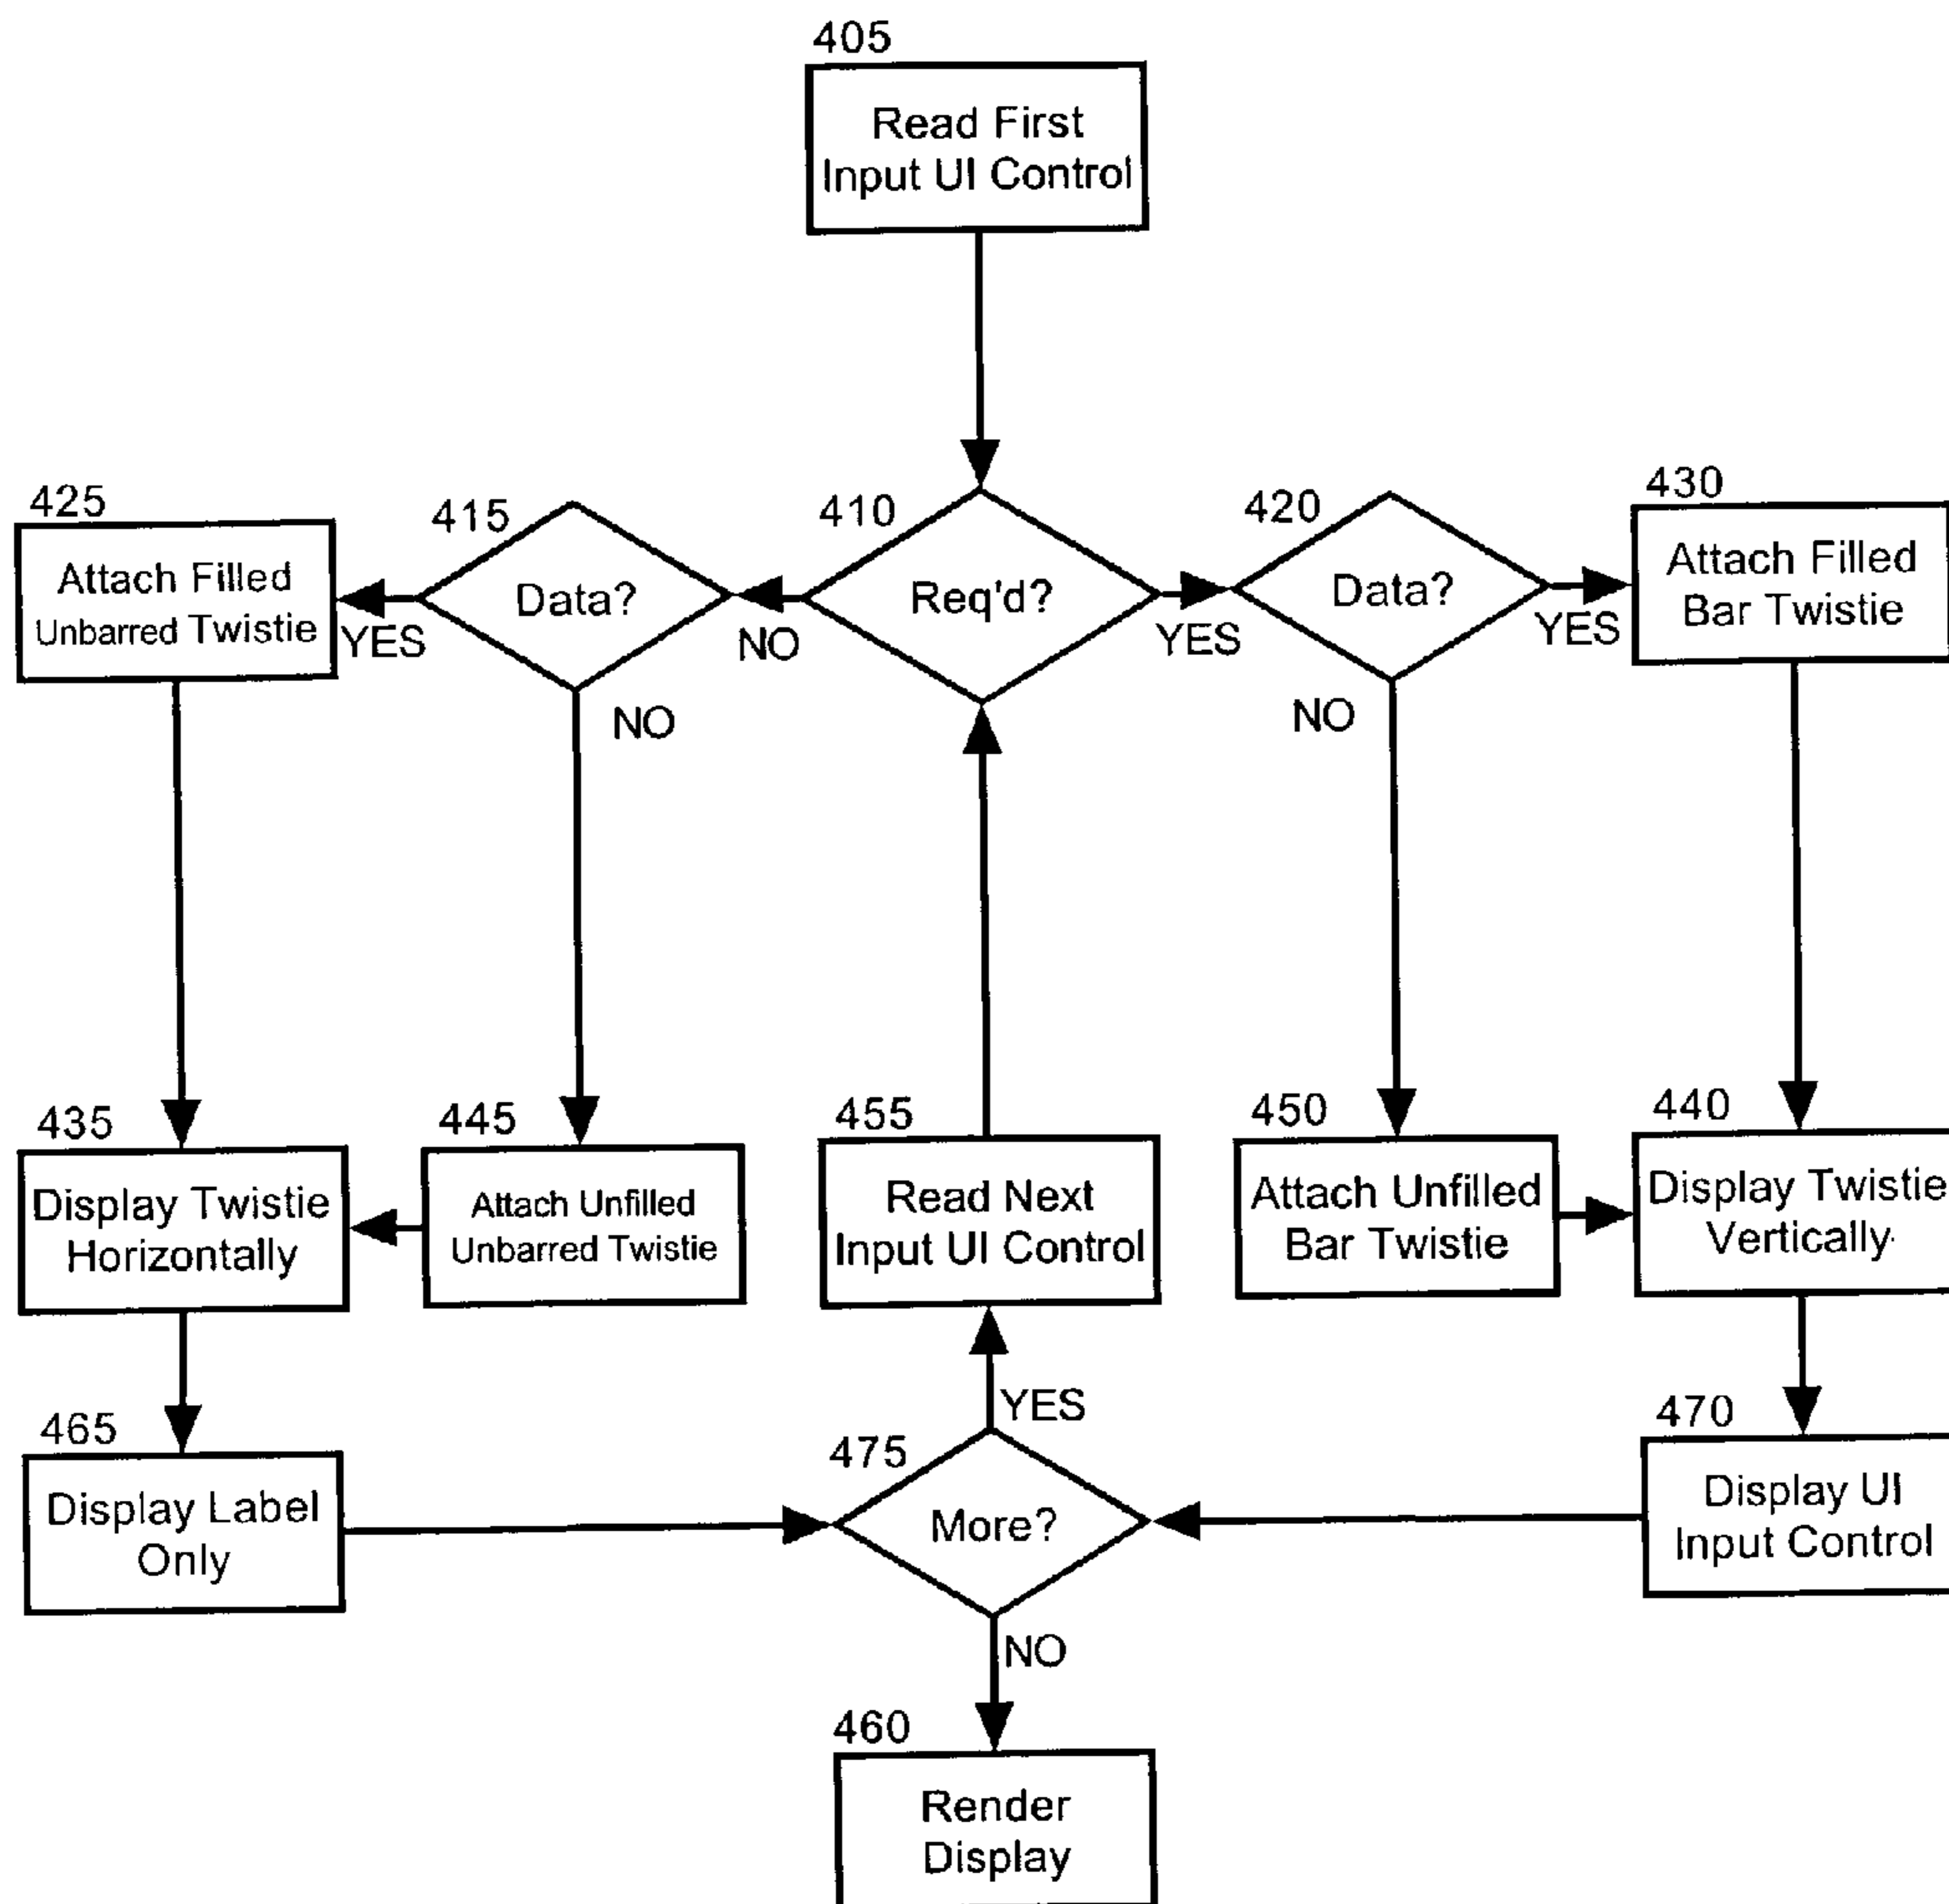 405
Read First
Input UI Control
425
Attach Filled
Unbarred Twistie
YES
415
Data?
NO
NO
410
Req'd?
YES
420
Data?
NO
YES
430
Attach Filled
Bar Twistie
435
Display Twistie
Horizontally
445
Attach Unfilled
Unbarred Twistie
455
Read Next
Input UI Control
450
Attach Unfilled
Bar Twistie
440
Display Twistie
Vertically
465
Display Label
Only
475
More?
YES
NO
470
Display UI
Input Control
460
Render
Display